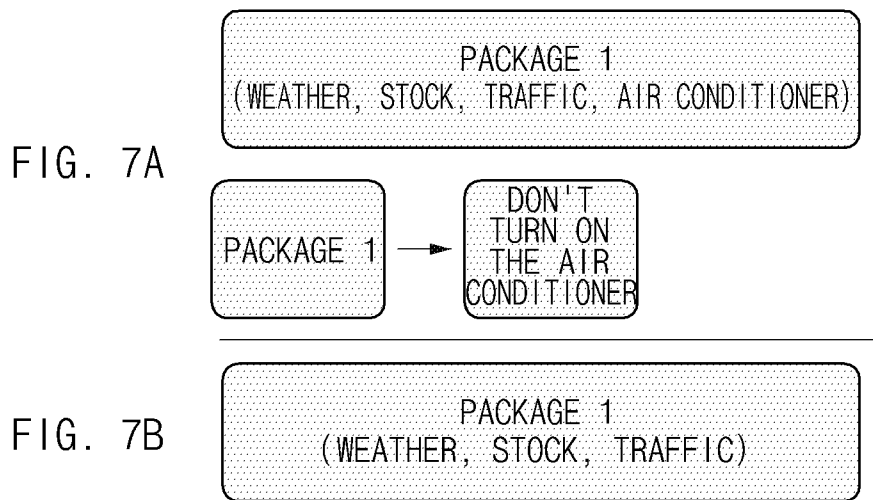 PACKAGE 1
(WEATHER, STOCK, TRAFFIC, AIR CONDITIONER)
FIG. 7A
PACKAGE 1
DON'T
TURN ON
THE AIR
CONDITIONER
PACKAGE 1
(WEATHER, STOCK, TRAFFIC)
FIG. 7B